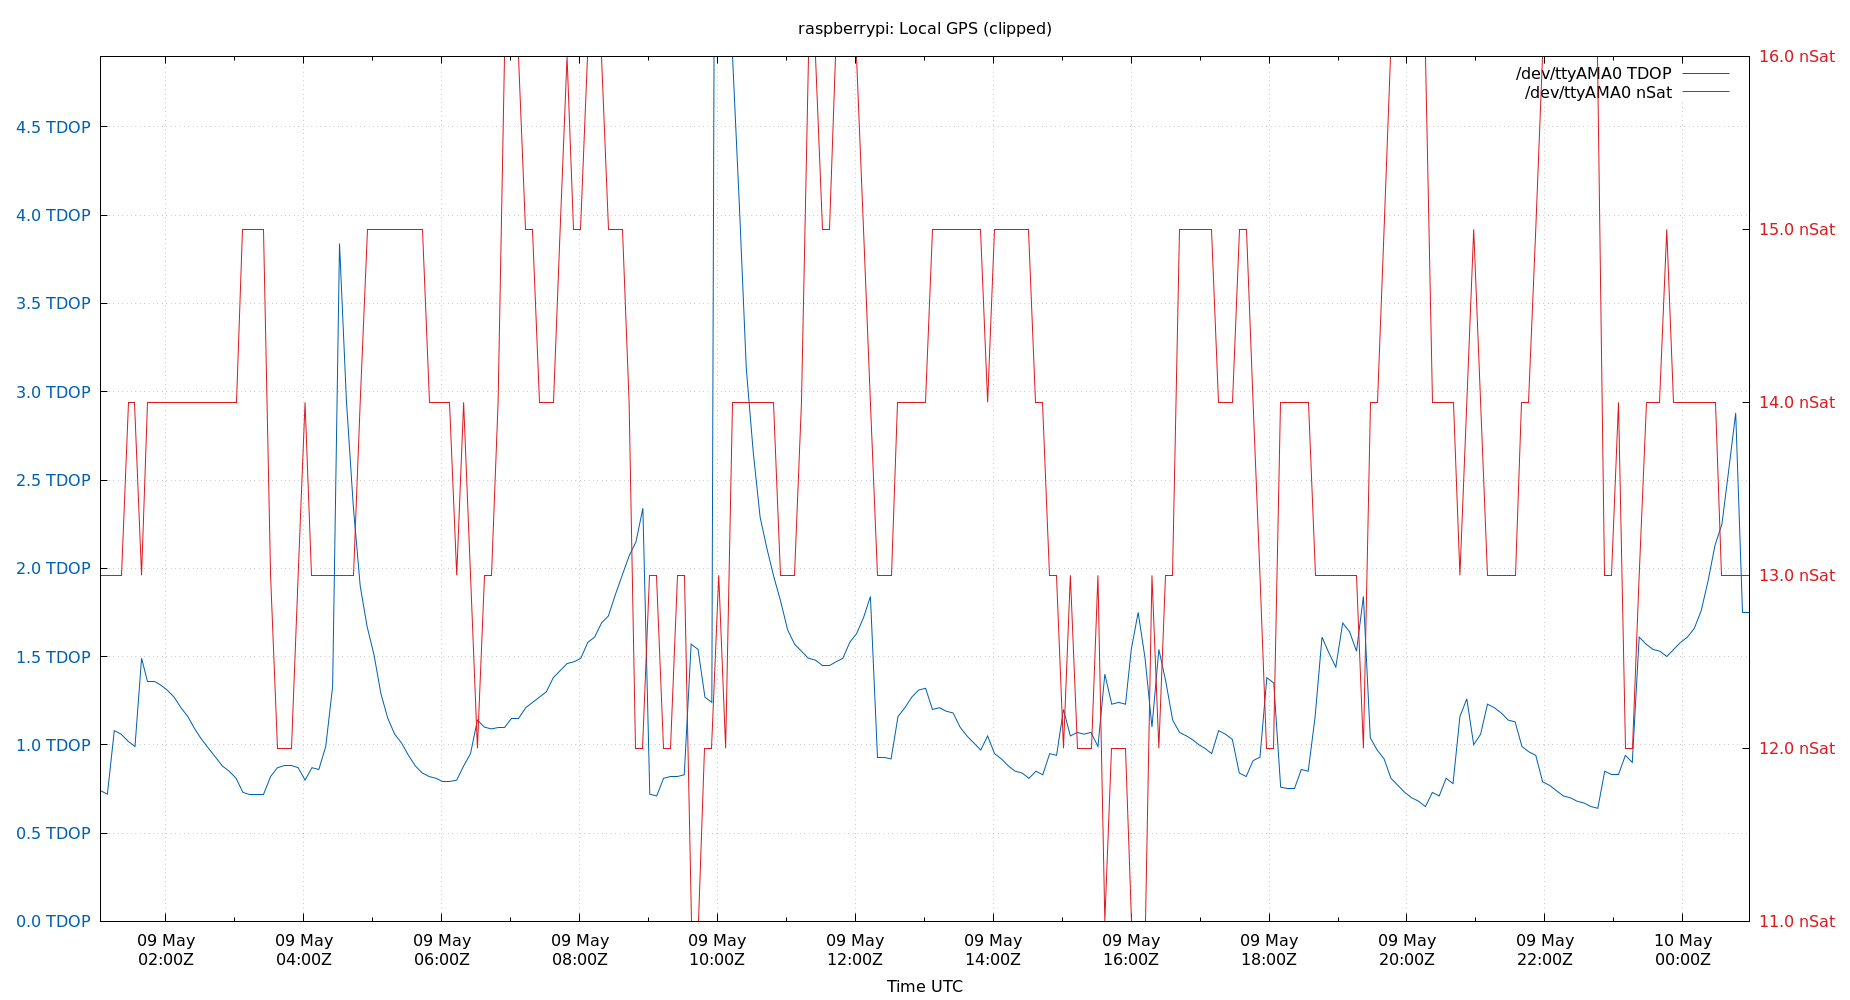 raspberrypi: Local GPS (clipped)
16.0 nSat
/dev/ttyAMA0 TDOP
/dev/ttyAMA0 nSat
4.5 TDOP
4.0 TDOP
15.0 nSat
3.5 TDOP
3.0 TDOP
14.0 nSat
2.5 TDOP
2.0 TDOP
13.0 nSat
1.5 TDOP
1.0 TDOP
12.0 nSat
0.5 TDOP
0.0 TDOP
11.0 nSat
09 May 09 May 09 May 09 May 09 May 09 May 09 May 09 May 09 May 09 May 09 May 10 May
02:00Z 04:00Z 06:00Z 08:00Z 10:00Z 12:00Z 14:00Z 16:00Z 18:00Z 20:00Z 22:00Z 00:00Z
Time UTC